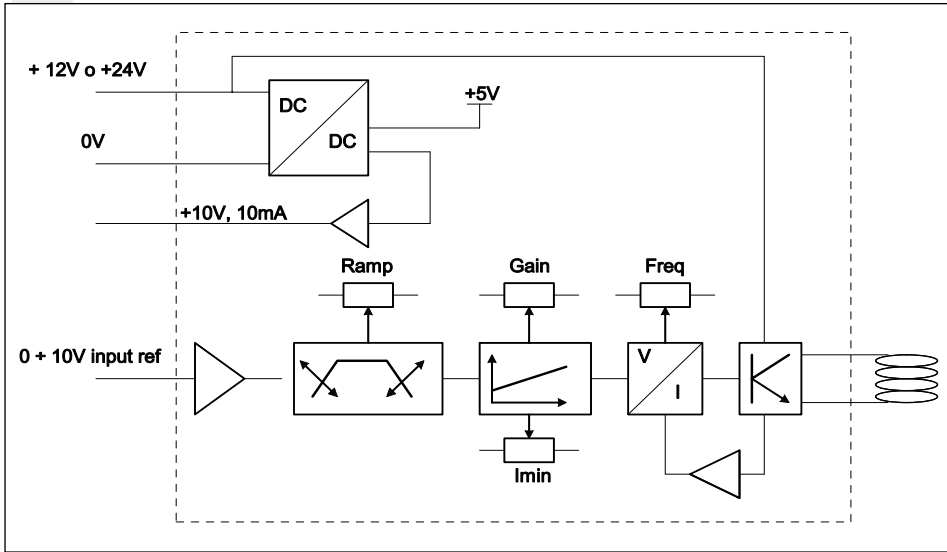 + 12V o +24V
DC
+5V
0V
DC
+10V, 10mA
Ramp
Gain
Freq
0 + 10V input ref
V
I
Imin